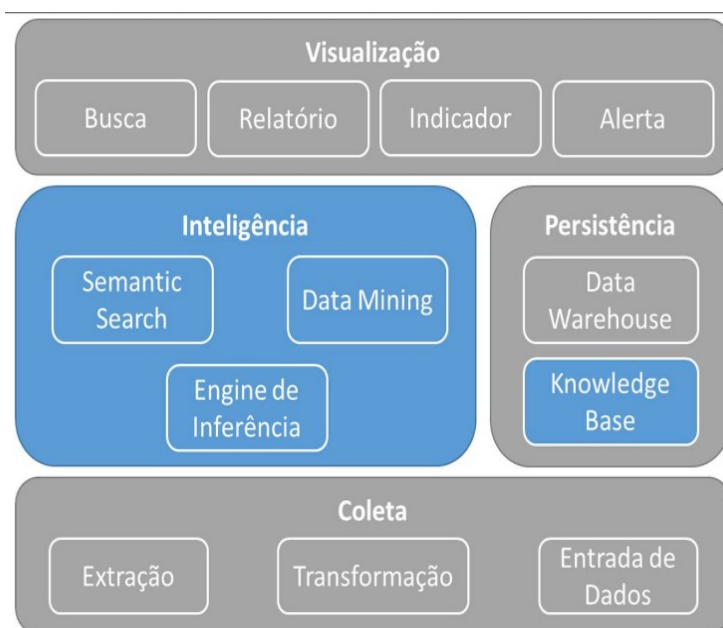 Visualização
Busca
Relatório
Indicador
Alerta
Inteligência
Semantic
Search
Data Mining
Engine de
Inferência
Persistência
Data
Warehouse
Knowledge
Base
Coleta
Extração
Transformação
Entrada de
Dados